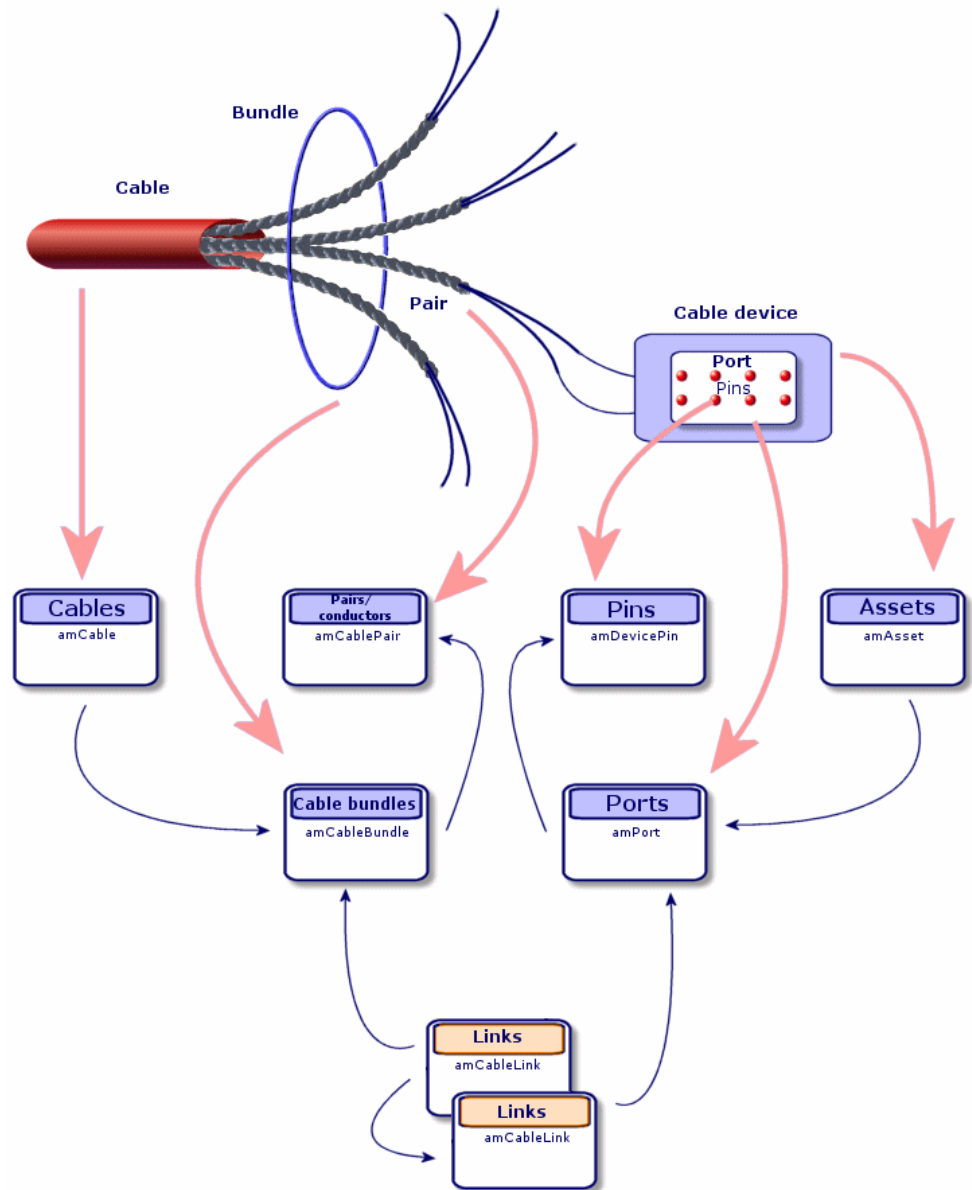 Bundle
Cable
Pair
Cable device
Port
Pins
Cables
amCable
Pairs/
conductors
amCablePair
Pins
amDevicePin
Assets
amAsset
Cable bundles
amCableBundle
Ports
amPort
Links
amCableLink
Links
amCableLink